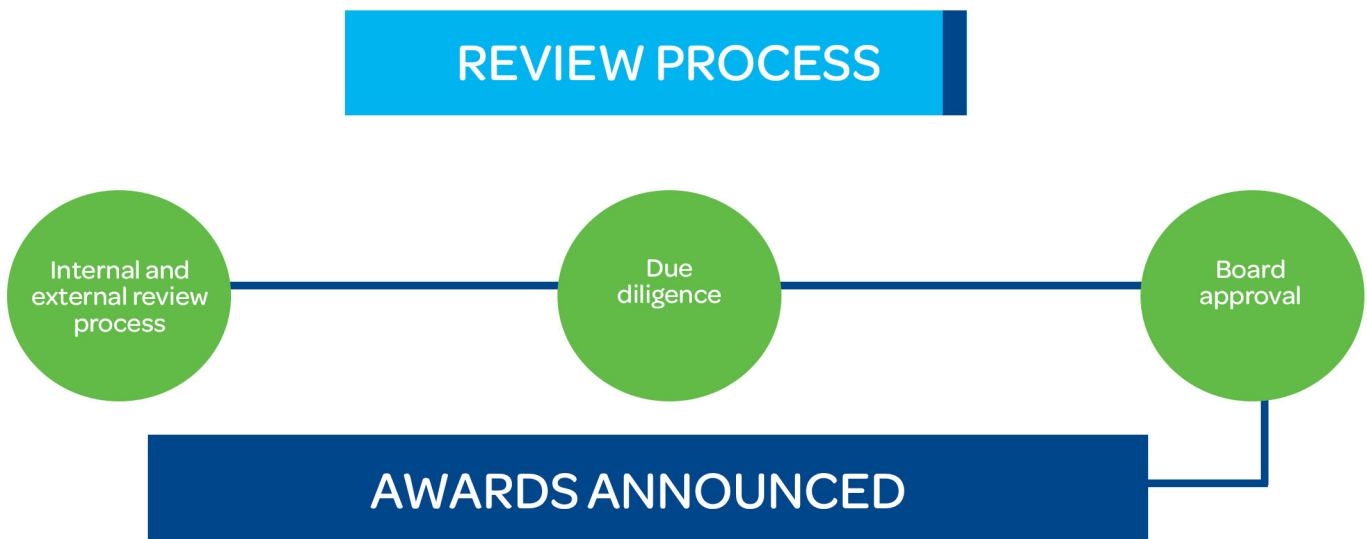 REVIEW PROCESS
Internal and
external review
process
Due
diligence
Board
approval
AWARDS ANNOUNCED